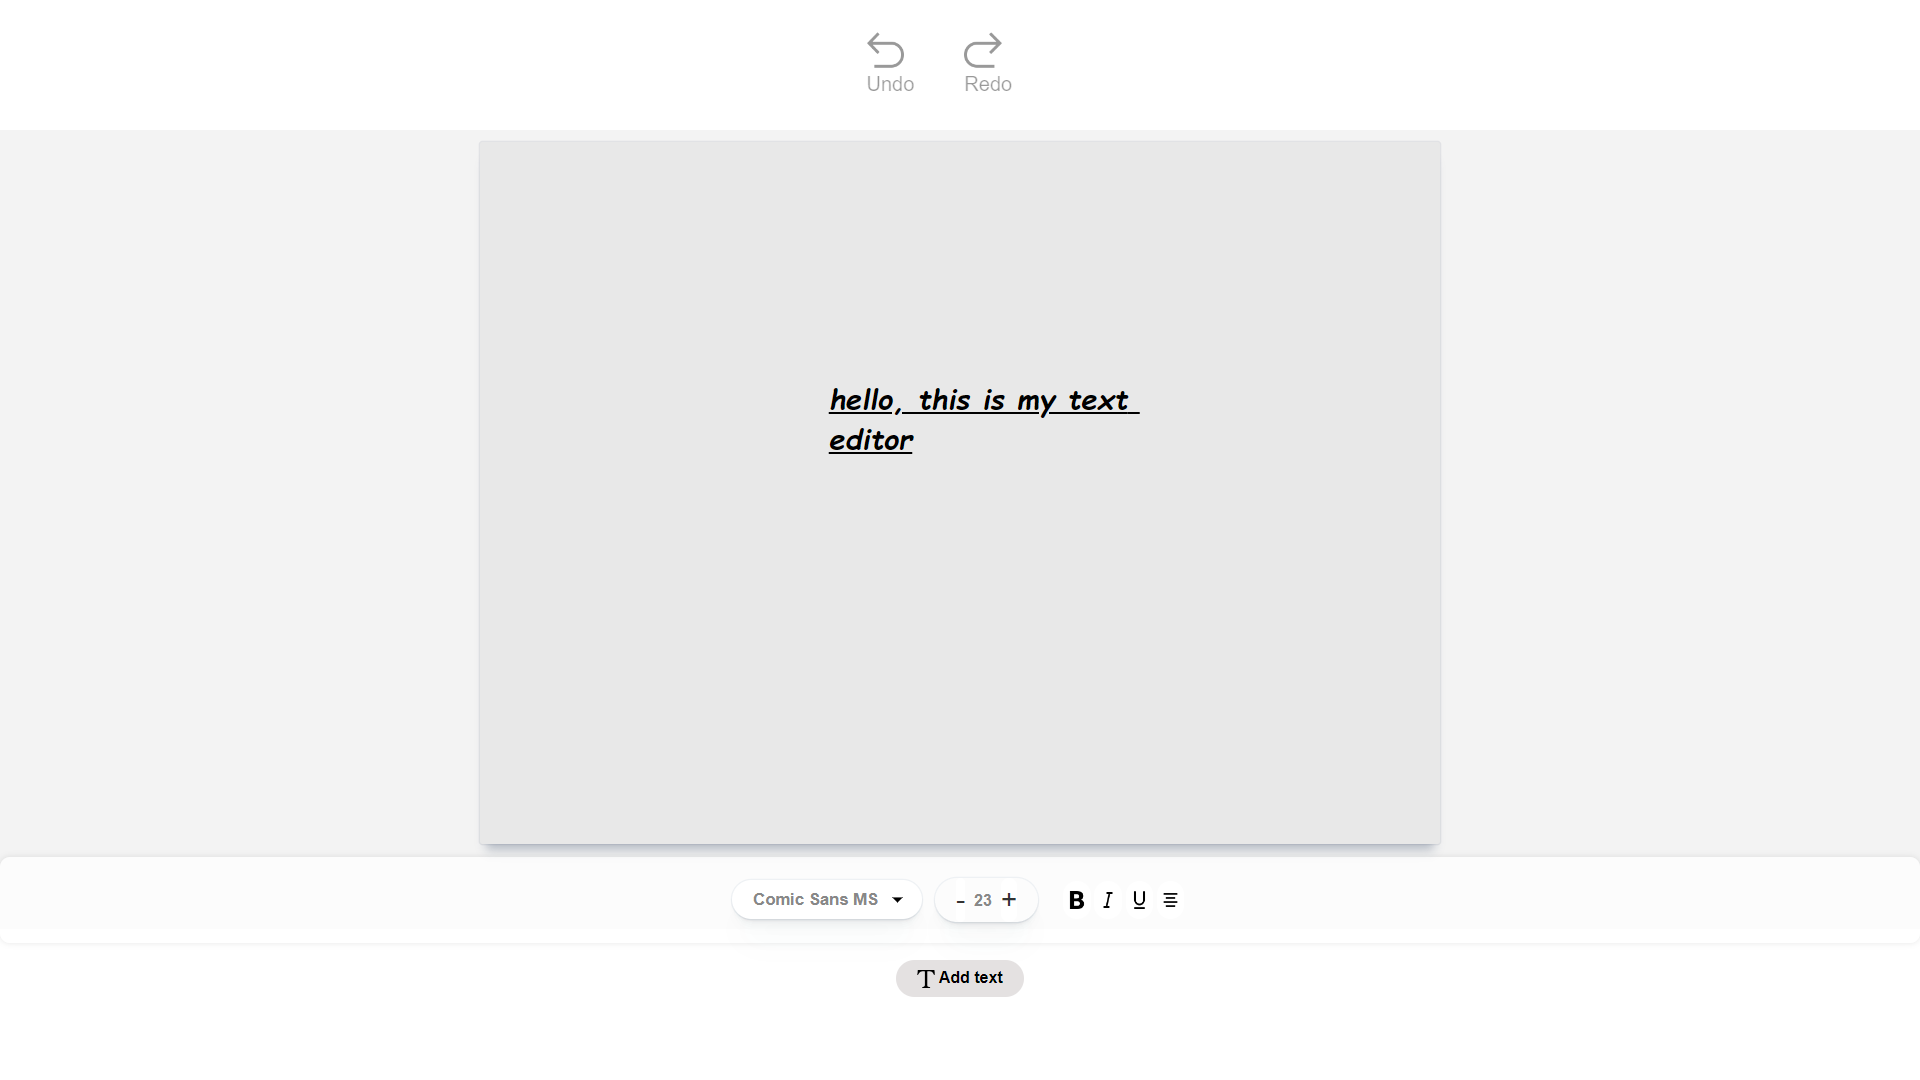 Undo Redo
hello, this is my text
editor
Comic Sans MS - 23 + B I U
T Add text